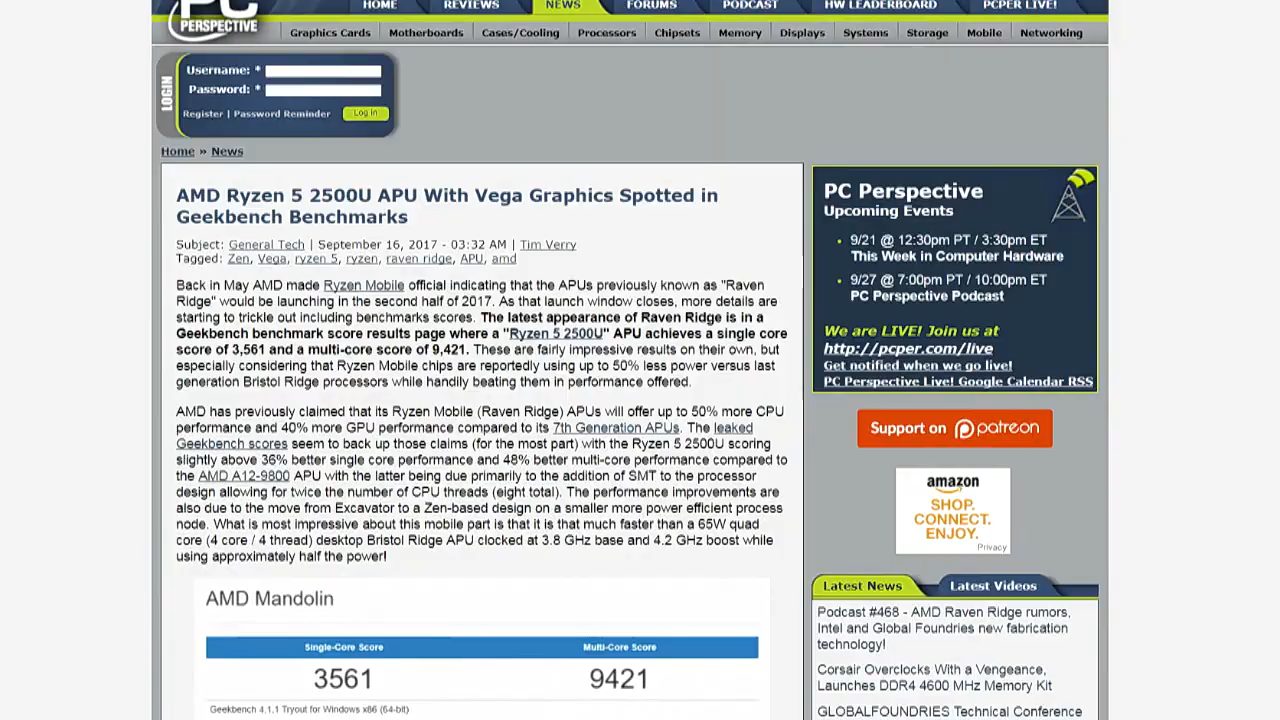 PC
PERSPECTIVE
HOME REVIEWS NEWS FORUMS PODCAST HW LEADERBOARD PCPER LIVE!
Graphics Cards Motherboards Cases/Cooling Processors Chipsets Memory Displays Systems Storage Mobile Networking
LOGIN
Username: *
Password: *
Register | Password Reminder Log in
Home » News
AMD Ryzen 5 2500U APU With Vega Graphics Spotted in
Geekbench Benchmarks
Subject: General Tech | September 16, 2017 - 03:32 AM | Tim Verry
Tagged: Zen, Vega, ryzen 5, ryzen, raven ridge, APU, amd
Back in May AMD made Ryzen Mobile official indicating that the APUs previously known as "Raven
Ridge" would be launching in the second half of 2017. As that launch window closes, more details are
starting to trickle out including benchmarks scores. The latest appearance of Raven Ridge is in a
Geekbench benchmark score results page where a "Ryzen 5 2500U" APU achieves a single core
score of 3,561 and a multi-core score of 9,421. These are fairly impressive results on their own, but
especially considering that Ryzen Mobile chips are reportedly using up to 50% less power versus last
generation Bristol Ridge processors while handily beating them in performance offered.
AMD has previously claimed that its Ryzen Mobile (Raven Ridge) APUs will offer up to 50% more CPU
performance and 40% more GPU performance compared to its 7th Generation APUs. The leaked
Geekbench scores seem to back up those claims (for the most part) with the Ryzen 5 2500U scoring
slightly above 36% better single core performance and 48% better multi-core performance compared to
the AMD A12-9800 APU with the latter being due primarily to the addition of SMT to the processor
design allowing for twice the number of CPU threads (eight total). The performance improvements are
also due to the move from Excavator to a Zen-based design on a smaller more power efficient process
node. What is most impressive about this mobile part is that it is that much faster than a 65W quad
core (4 core / 4 thread) desktop Bristol Ridge APU clocked at 3.8 GHz base and 4.2 GHz boost while
using approximately half the power!
AMD Mandolin
Single-Core Score Multi-Core Score
3561 9421
Geekbench 4.1.1 Tryout for Windows x86 (64-bit)
PC Perspective
Upcoming Events
• 9/21 @ 12:30pm PT / 3:30pm ET
This Week in Computer Hardware
• 9/27 @ 7:00pm PT / 10:00pm ET
PC Perspective Podcast
We are LIVE! Join us at
http://pcper.com/live
Get notified when we go live!
PC Perspective Live! Google Calendar RSS
Support on patreon
amazon
SHOP.
CONNECT.
ENJOY.
Privacy
Latest News Latest Videos
Podcast #468 - AMD Raven Ridge rumors,
Intel and Global Foundries new fabrication
technology!
Corsair Overclocks With a Vengeance,
Launches DDR4 4600 MHz Memory Kit
GLOBALFOUNDRIES Technical Conference